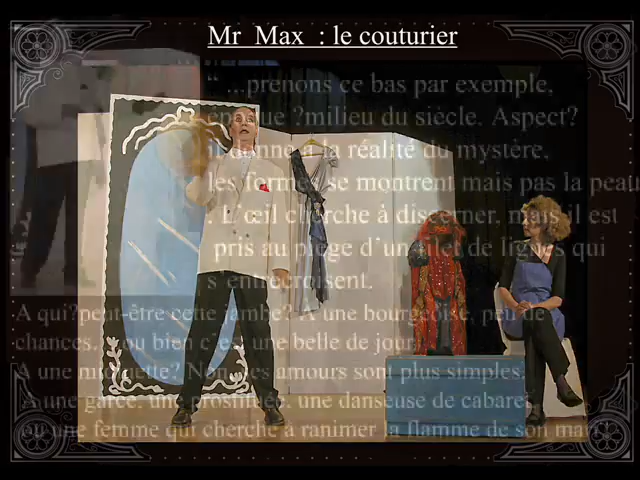 Mr Max : le couturier
“ ...prenons ce bas par exemple,
époque ?milieu du siècle. Aspect?
il donne à la réalité du mystère,
les formes se montrent mais pas la peau
. L’œil cherche à discerner, mais il est
pris au piège d’un filet de lignes qui
s’entrecroisent.
A qui?peut-être cette jambe? A une bourgeoise, peu de
chances... ou bien c’est une belle de jour.
A une midinette? Non, ses amours sont plus simples.
A une garce, une prostituée, une danseuse de cabaret
ou une femme qui cherche à ranimer la flamme de son mari